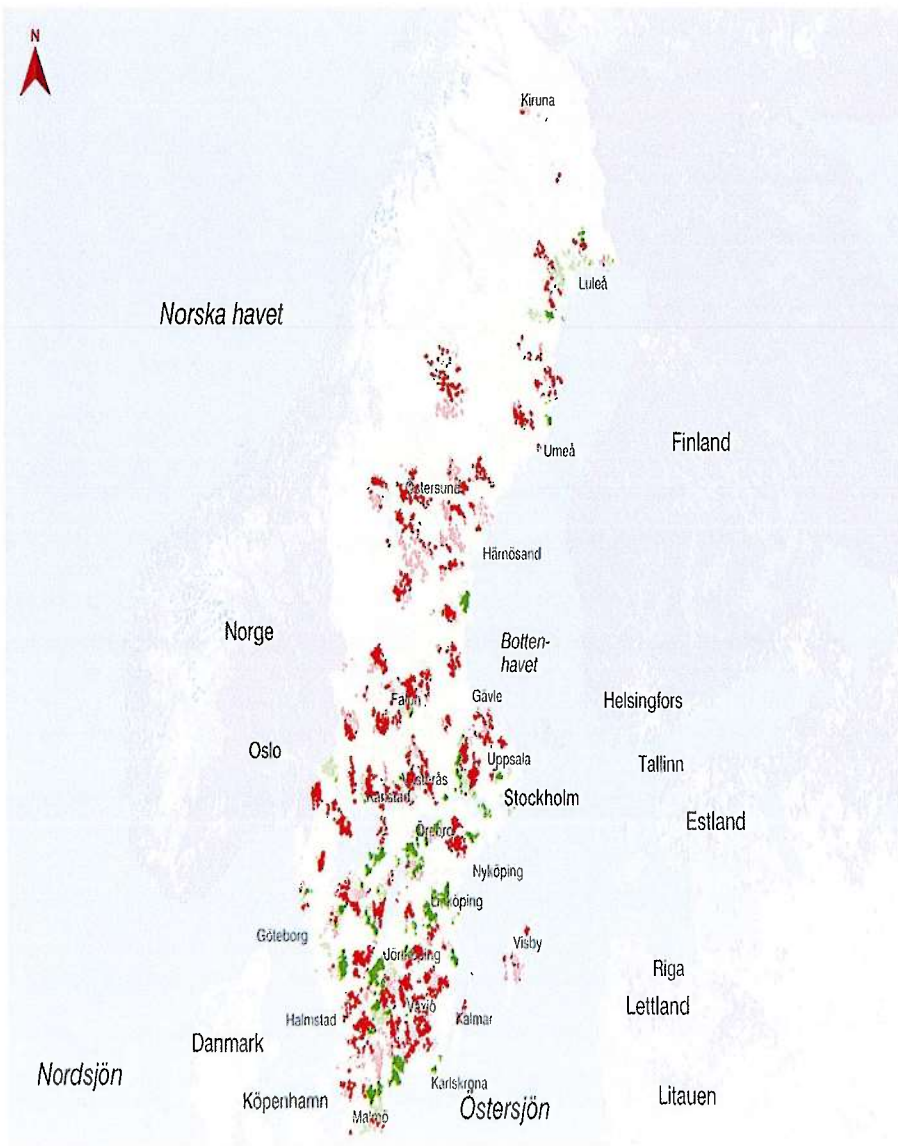 N
Kiruna
Luleå
Norska havet
Finland
Umeå
Östersund
Härnösand
Norge
Botten-
havet
Gävle
Falun
Helsingfors
Oslo
Uppsala
Tallinn
Västerås
Karlstad
Stockholm
Estland
Örebro
Nyköping
Linköping
Göteborg
Visby
Jönköping
Riga
Växjö
Lettland
Halmstad
Kalmar
Danmark
Nordsjön
Karlskrona
Köpenhamn
Östersjön
Litauen
Malmö